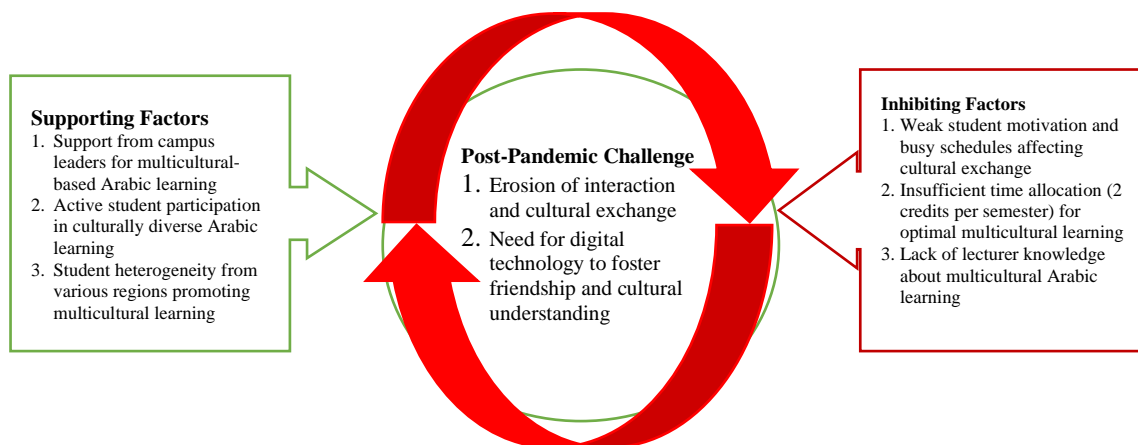 Supporting Factors
1. Support from campus
leaders for multicultural-
based Arabic learning
2. Active student participation
in culturally diverse Arabic
learning
3. Student heterogeneity from
various regions promoting
multicultural learning
Post-Pandemic Challenge
1. Erosion of interaction
and cultural exchange
2. Need for digital
technology to foster
friendship and cultural
understanding
Inhibiting Factors
1. Weak student motivation and
busy schedules affecting
cultural exchange
2. Insufficient time allocation (2
credits per semester) for
optimal multicultural learning
3. Lack of lecturer knowledge
about multicultural Arabic
learning